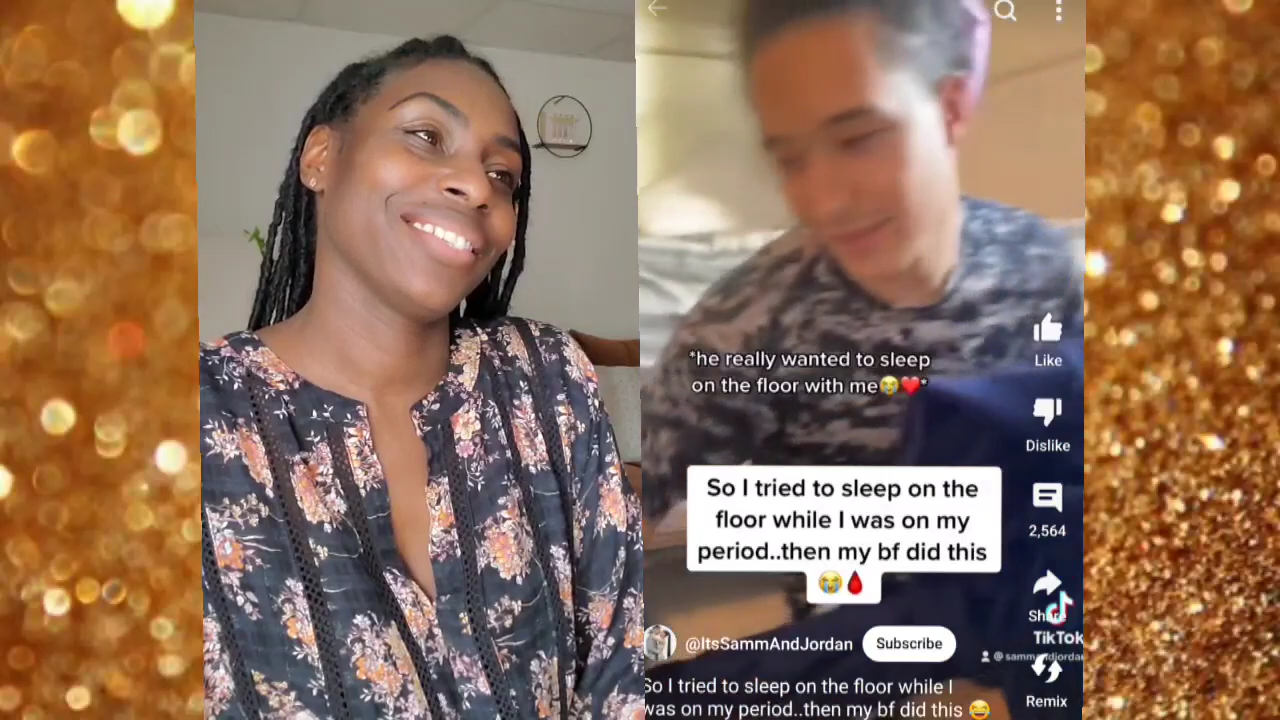 *he really wanted to sleep
on the floor with me😭❤️*
So I tried to sleep on the
floor while I was on my
period..then my bf did this
😭🩸
Like
Dislike
2,564
Share
TikTok
@ItsSammAndJordan
Subscribe
@sammandjordan
So I tried to sleep on the floor while I
was on my period..then my bf did this 😂
Remix